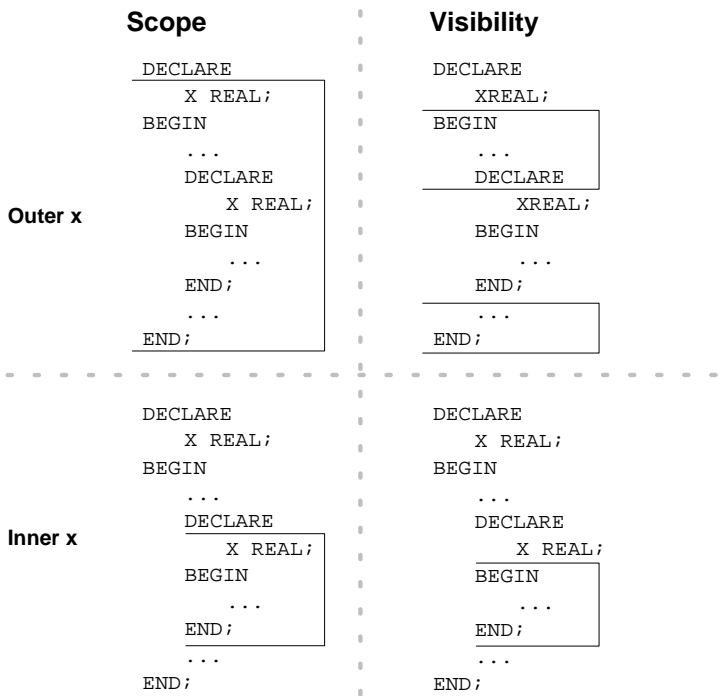 Scope
Visibility
Outer x
DECLARE
X REAL;
BEGIN
...
DECLARE
X REAL;
BEGIN
...
END;
...
END;
DECLARE
XREAL;
BEGIN
...
DECLARE
XREAL;
BEGIN
...
END;
...
END;
Inner x
DECLARE
X REAL;
BEGIN
...
DECLARE
X REAL;
BEGIN
...
END;
...
END;
DECLARE
X REAL;
BEGIN
...
DECLARE
X REAL;
BEGIN
...
END;
...
END;